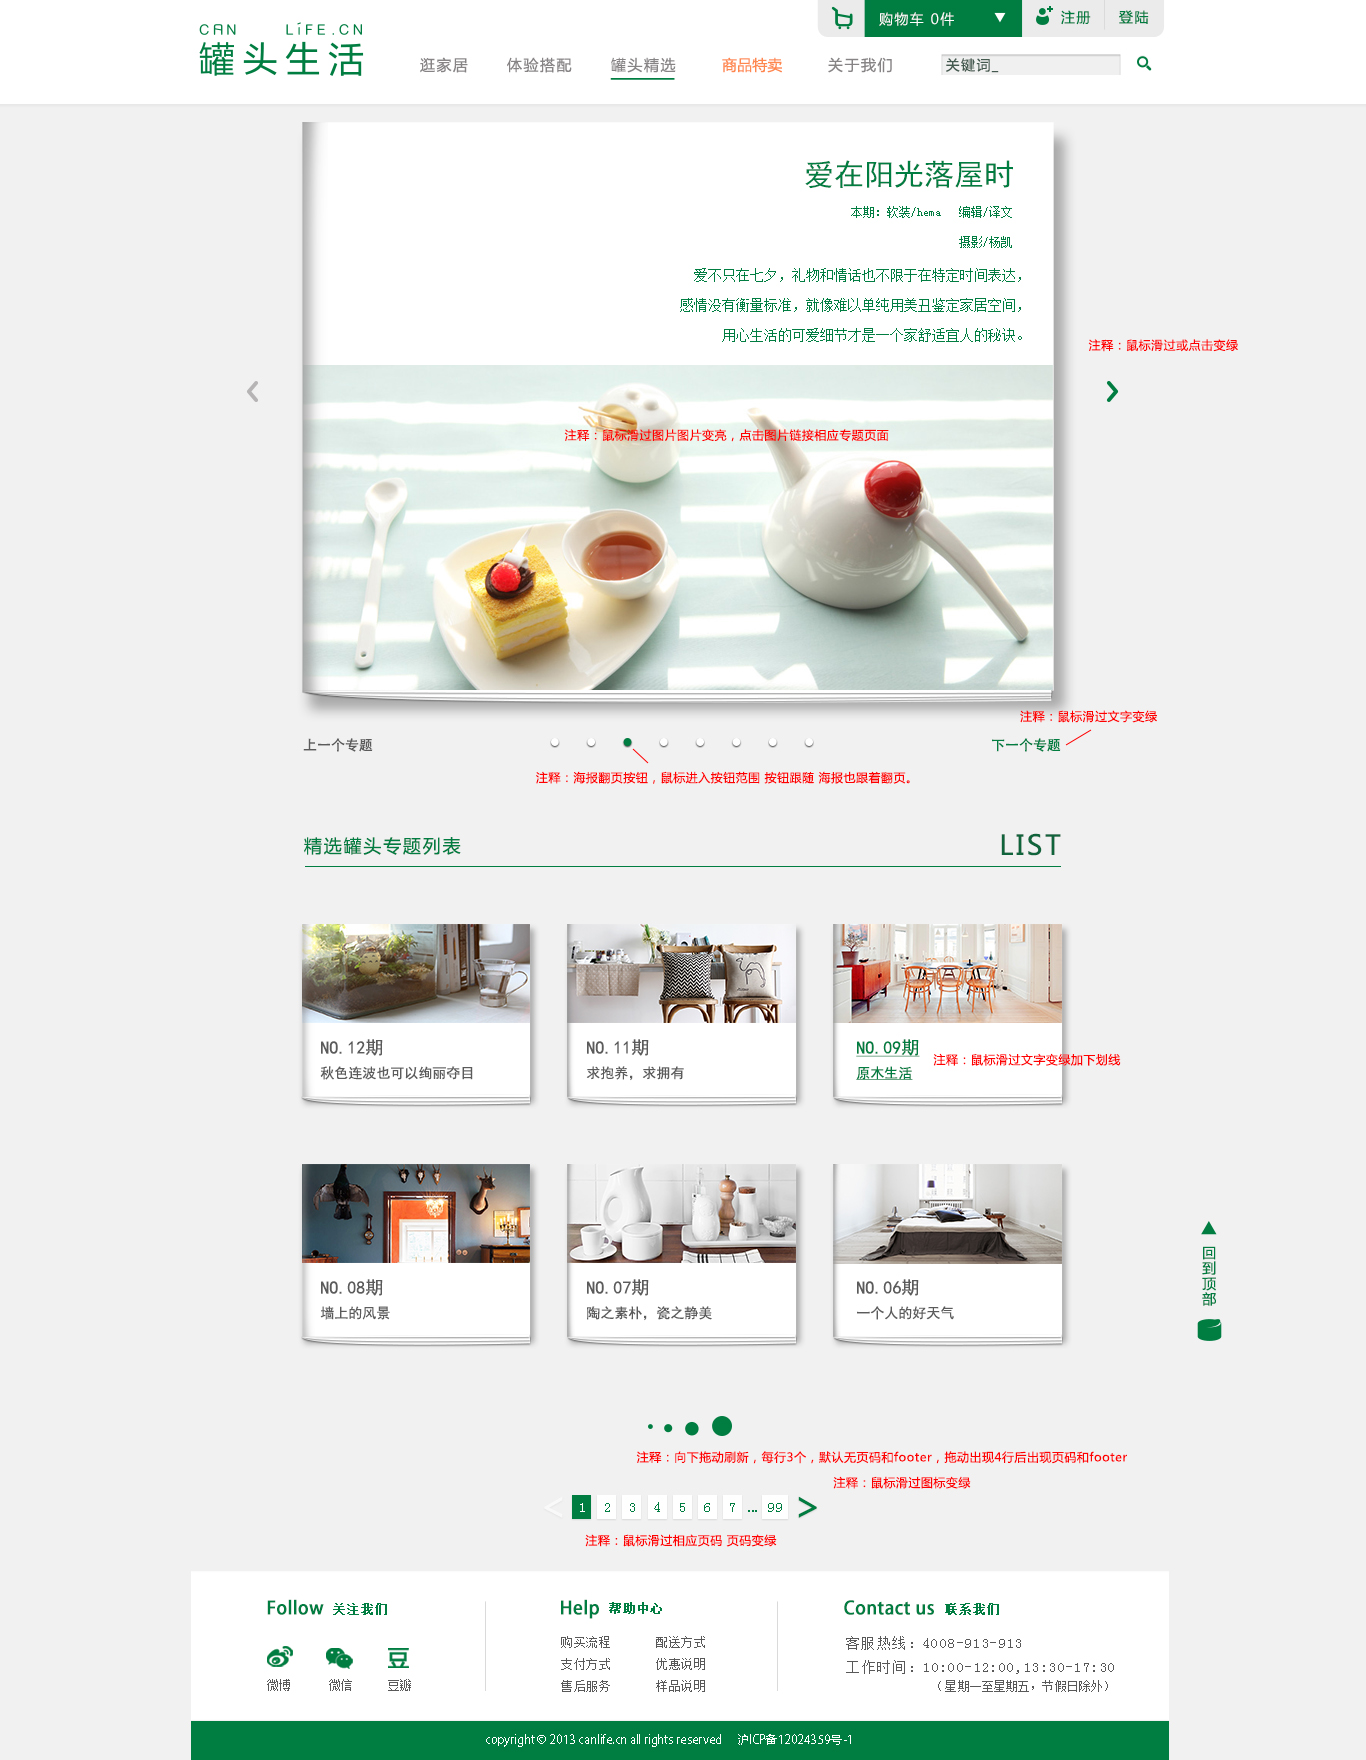 CAN LiFE.CN
罐头生活
购物车 0件
注册
登陆
逛家居
体验搭配
罐头精选
商品特卖
关于我们
关键词_
爱在阳光落屋时
本期：软装/hema 编辑/译文
摄影/杨凯
爱不只在七夕，礼物和情话也不限于在特定时间表达，
感情没有衡量标准，就像难以单纯用美丑鉴定家居空间，
用心生活的可爱细节才是一个家舒适宜人的秘诀。
注释：鼠标滑过或点击变绿
注释：鼠标滑过图片图片变亮，点击图片链接相应专题页面
注释：鼠标滑过文字变绿
上一个专题
下一个专题
注释：海报翻页按钮，鼠标进入按钮范围 按钮跟随 海报也跟着翻页。
精选罐头专题列表
LIST
NO. 12期
秋色连波也可以绚丽夺目
NO. 11期
求抱养，求拥有
NO. 09期
原木生活
注释：鼠标滑过文字变绿加下划线
NO. 08期
墙上的风景
NO. 07期
陶之素朴，瓷之静美
NO. 06期
一个人的好天气
回到顶部
注释：向下拖动刷新，每行3个，默认无页码和footer，拖动出现4行后出现页码和footer
注释：鼠标滑过图标变绿
< 1 2 3 4 5 6 7 ... 99 >
注释：鼠标滑过相应页码 页码变绿
Follow 关注我们
微博
微信
豆瓣
Help 帮助中心
购买流程 配送方式
支付方式 优惠说明
售后服务 样品说明
Contact us 联系我们
客服热线：4008-913-913
工作时间：10:00-12:00,13:30-17:30
（星期一至星期五，节假日除外）
copyright© 2013 canlife.cn all rights reserved 沪ICP备12024359号-1